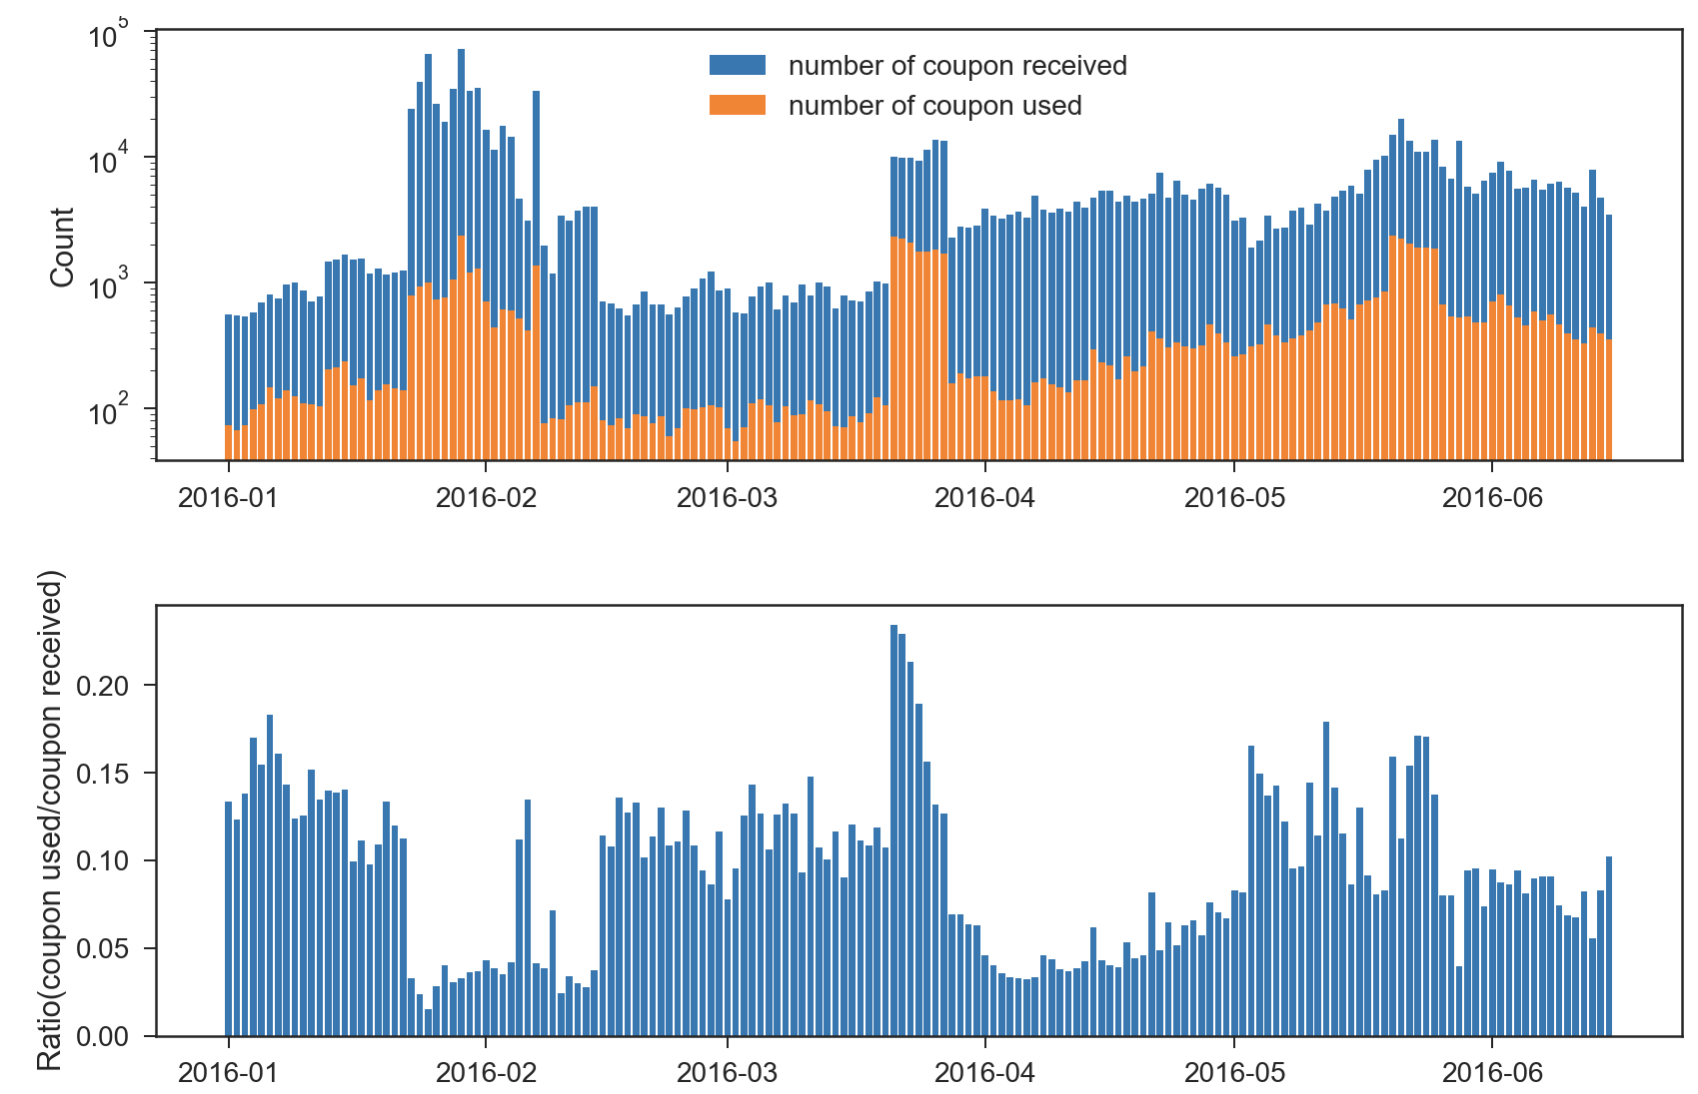 10^5
10^4
10^3
10^2
Count
number of coupon received
number of coupon used
2016-01 2016-02 2016-03 2016-04 2016-05 2016-06
Ratio(coupon used/coupon received)
0.20
0.15
0.10
0.05
0.00
2016-01 2016-02 2016-03 2016-04 2016-05 2016-06